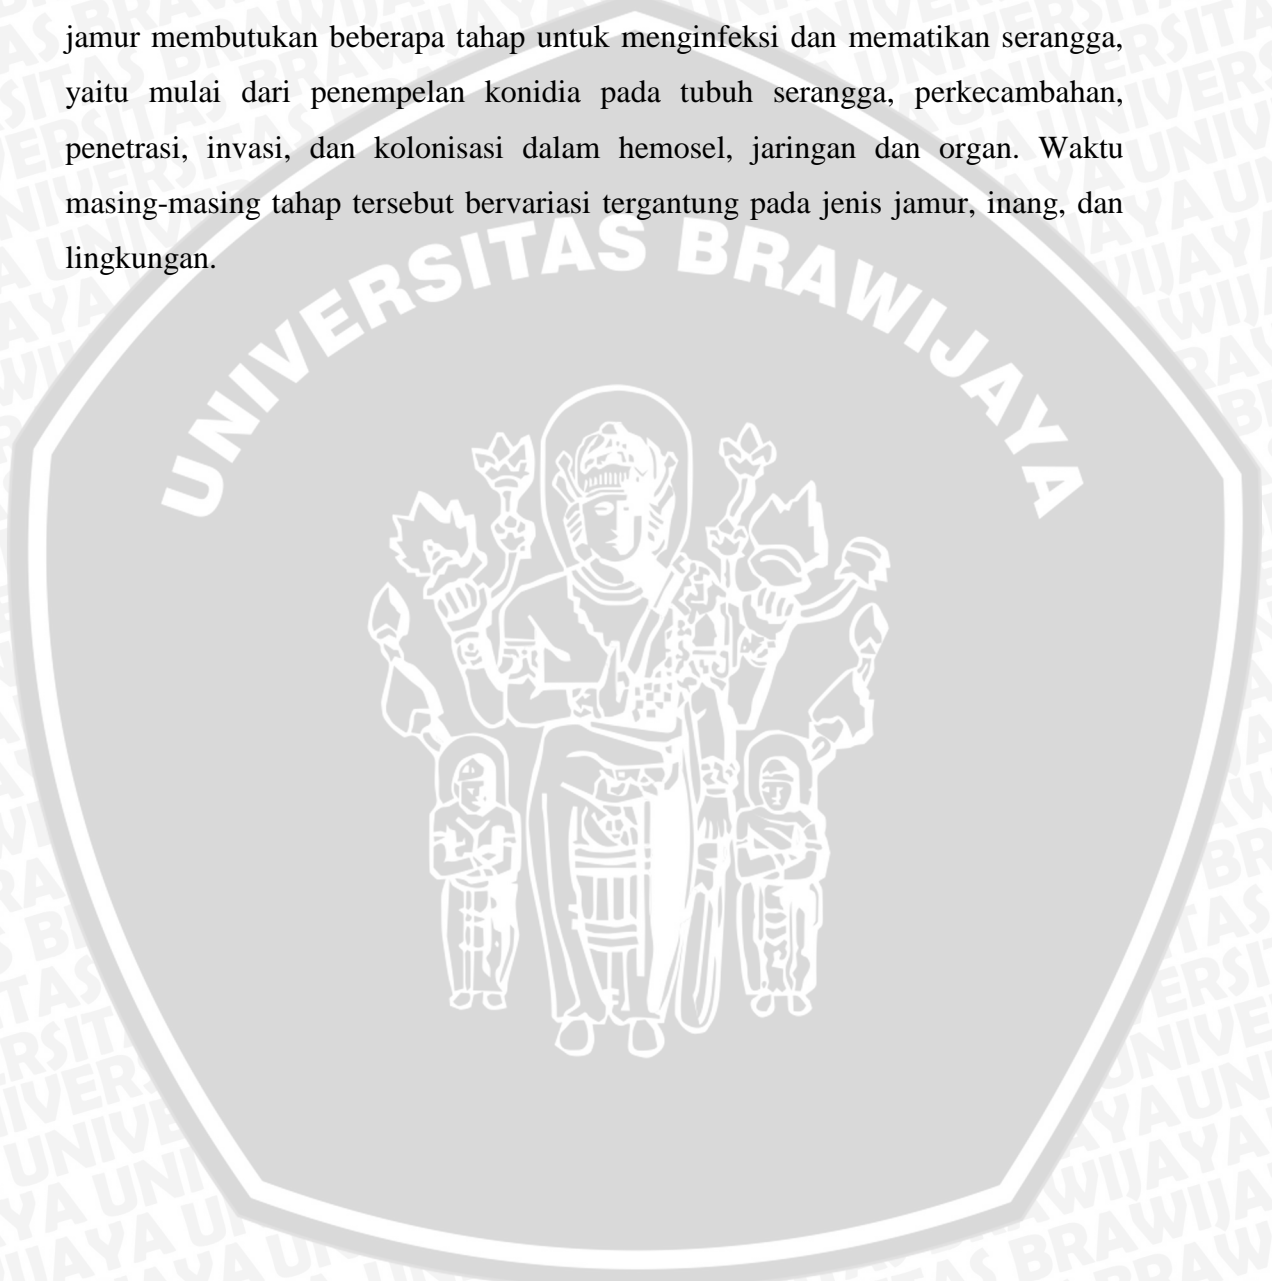 jamur membutukan beberapa tahap untuk menginfeksi dan mematikan serangga,
yaitu mulai dari penempelan konidia pada tubuh serangga, perkecambahan,
penetrasi, invasi, dan kolonisasi dalam hemosel, jaringan dan organ. Waktu
masing-masing tahap tersebut bervariasi tergantung pada jenis jamur, inang, dan
lingkungan.
UNIVERSITAS BRAWIJAYA